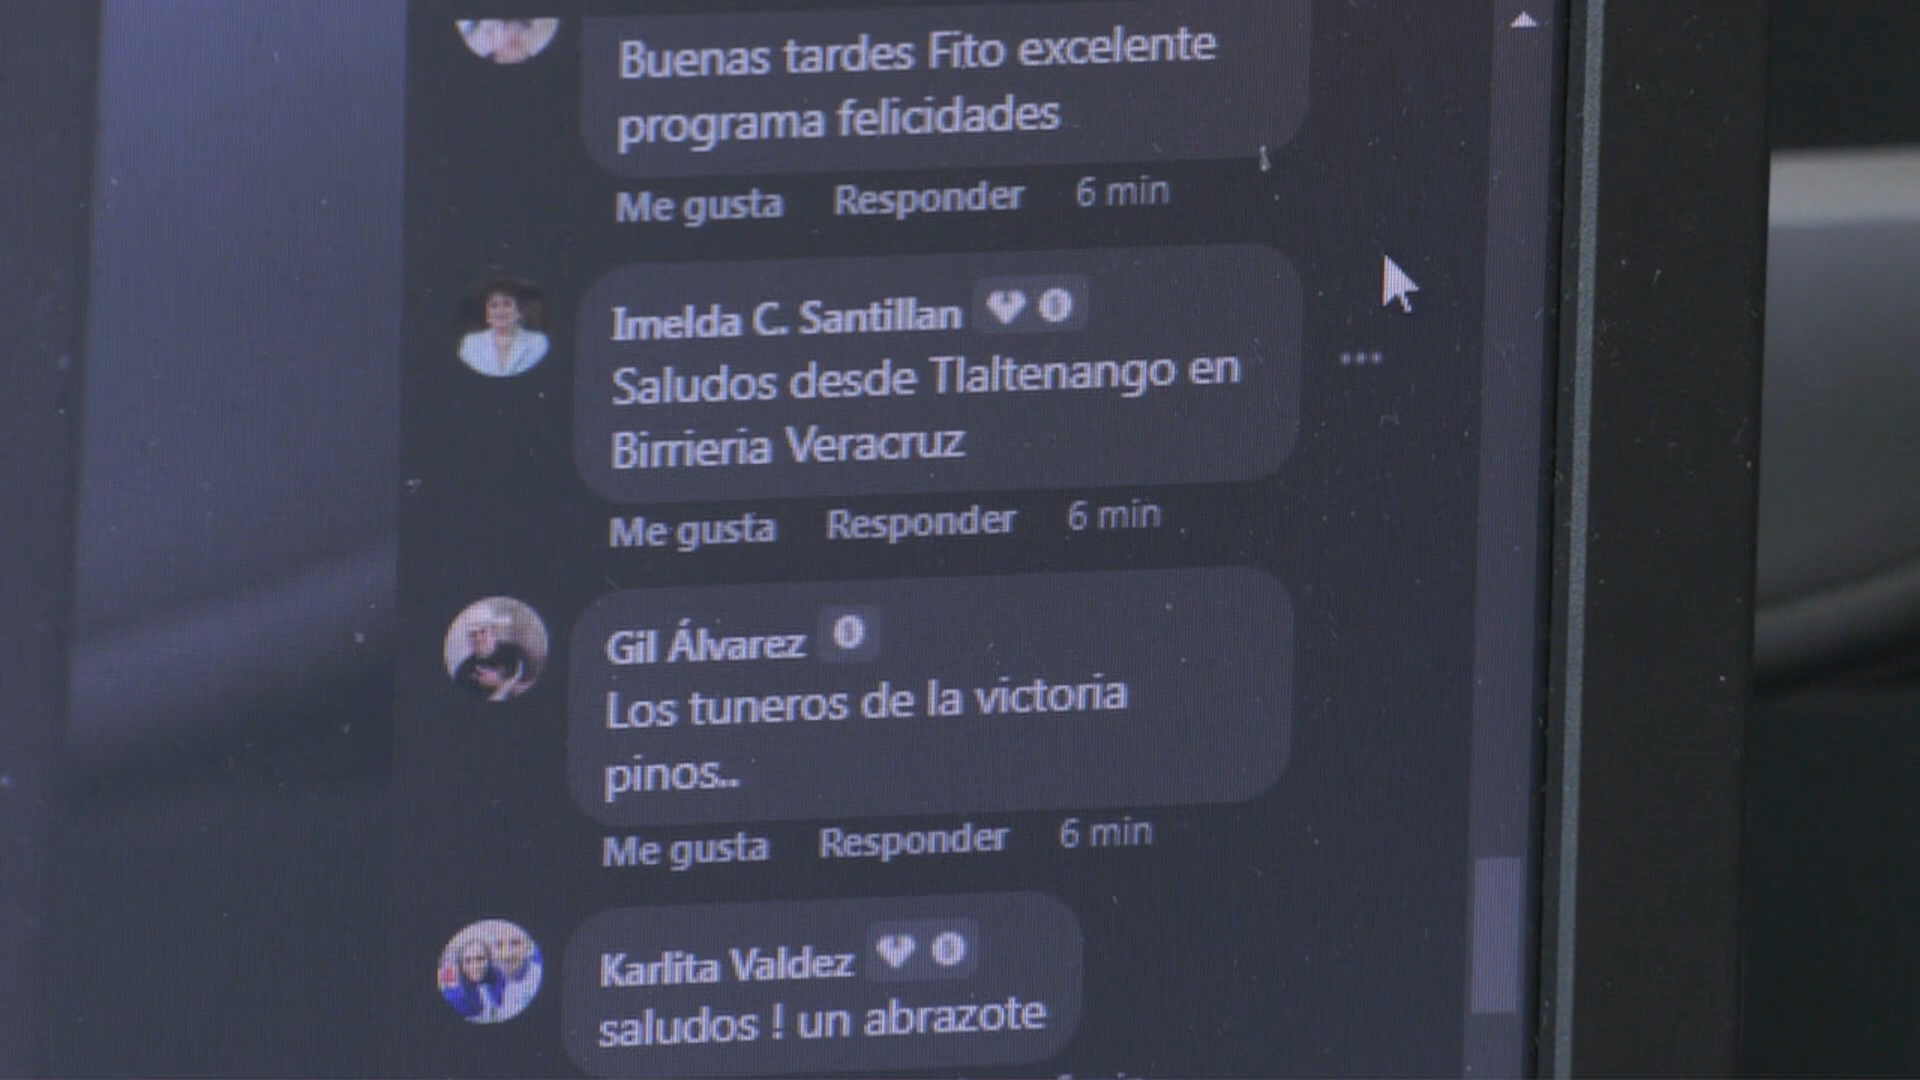 Buenas tardes Fito excelente
programa felicidades
Me gusta Responder 6 min
Imelda C. Santillan
Saludos desde Tlaltenango en
Birrieria Veracruz
Me gusta Responder 6 min
Gil Álvarez
Los tuneros de la victoria
pinos..
Me gusta Responder 6 min
Karlita Valdez
saludos ! un abrazote